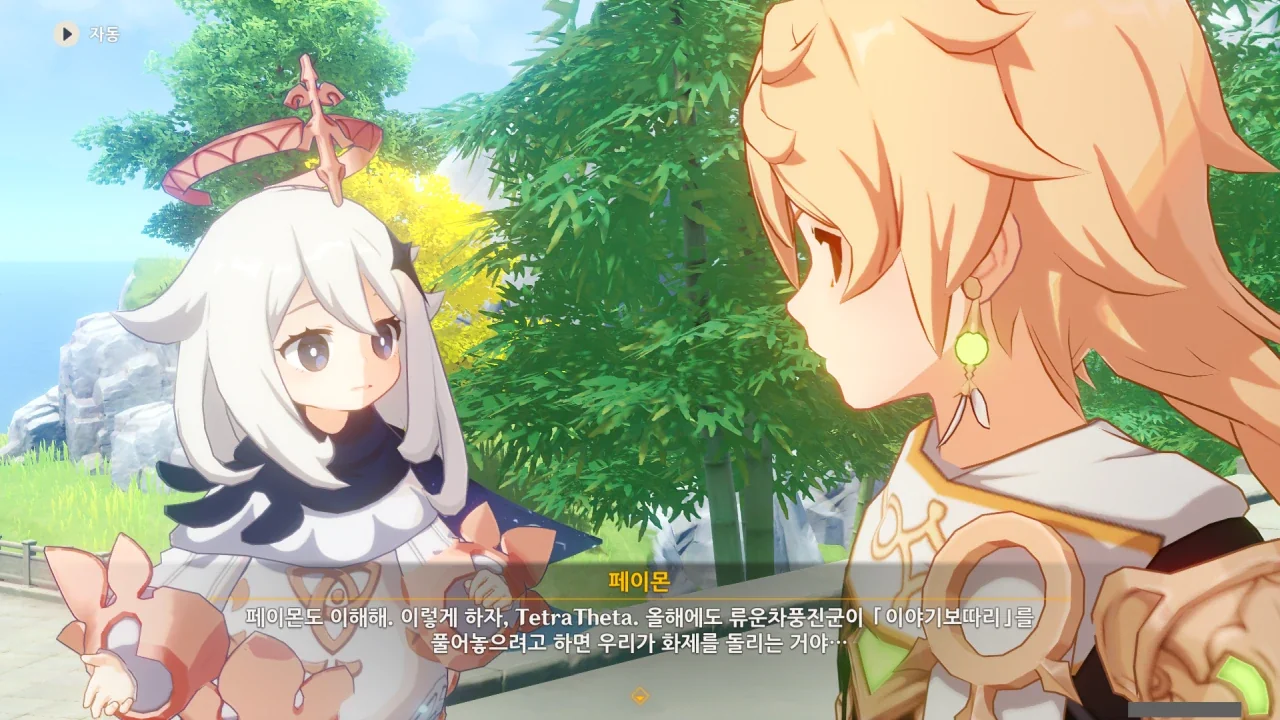 자동
페이몬
페이몬도 이해해. 이렇게 하자, TetraTheta. 올해에도 류운차풍진군이 「이야기보따리」를
풀어놓으려고 하면 우리가 화제를 돌리는 거야…